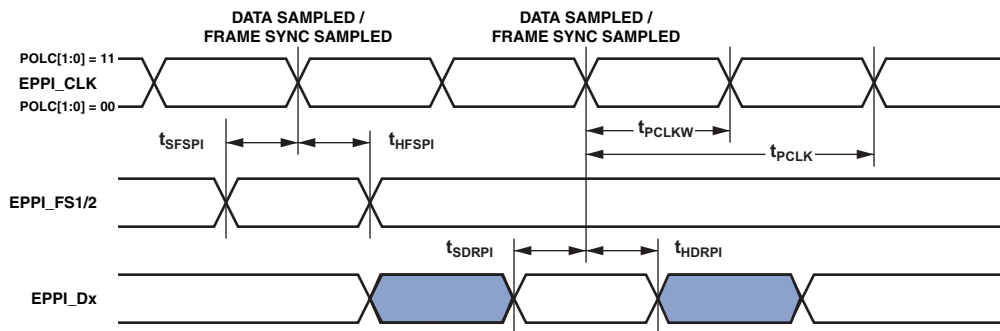 DATA SAMPLED /
FRAME SYNC SAMPLED
DATA SAMPLED /
FRAME SYNC SAMPLED
POLC[1:0] = 11
EPPI_CLK
POLC[1:0] = 00
tPCLKW
tSFSPI
tHFSPI
tPCLK
EPPI_FS1/2
tSDRPI
tHDRPI
EPPI_Dx